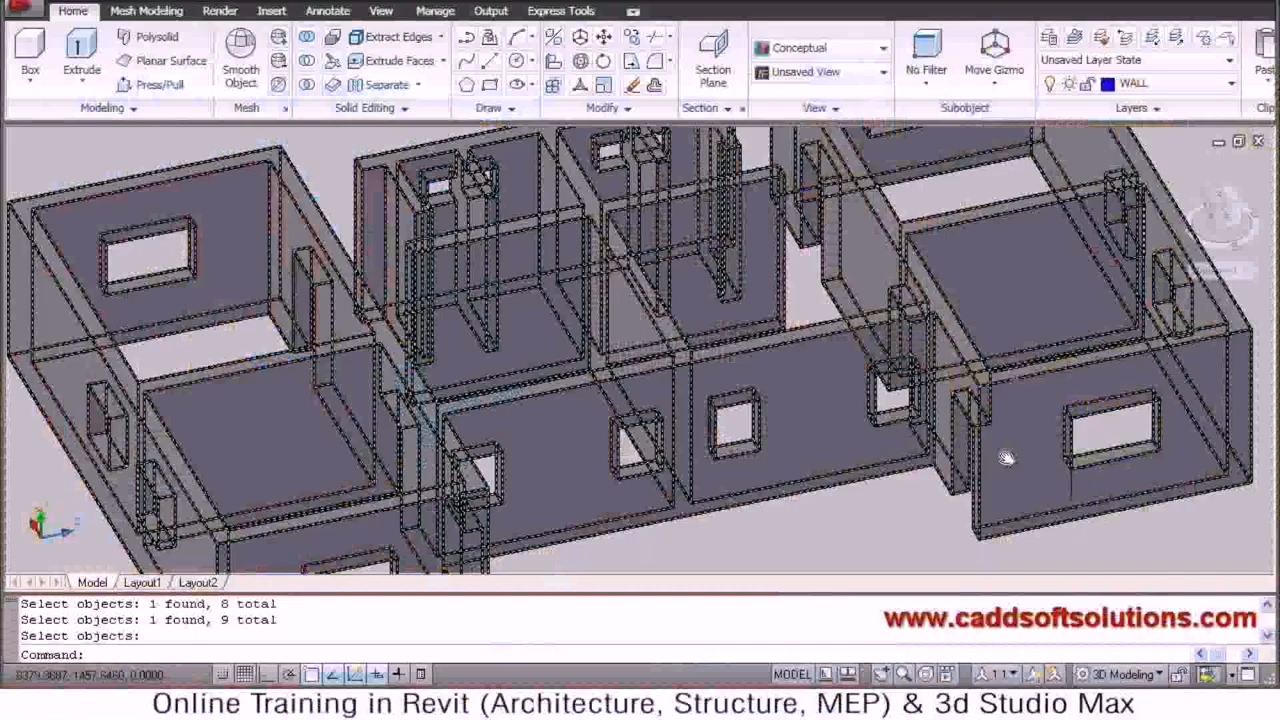 Home Mesh Modeling Render Insert Annotate View Manage Output Express Tools
Box
Extrude
Polysolid
Planar Surface
Press/Pull
Modeling
Smooth
Object
Mesh
Extract Edges
Extrude Faces
Separate
Solid Editing
Draw
Modify
Section
Plane
Section
Conceptual
Unsaved View
View
No Filter
Move Gizmo
Subobject
Unsaved Layer State
WALL
Layers
Past
Clip
Model Layout1 Layout2
Select objects: 1 found, 8 total
Select objects: 1 found, 9 total
Select objects:
Command:
www.caddsoftsolutions.com
MODEL
1:1
3D Modeling
Online Training in Revit (Architecture, Structure, MEP) & 3d Studio Max